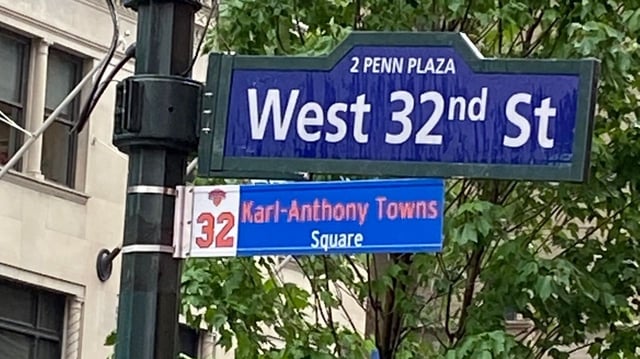 2 PENN PLAZA
West 32nd St
32
Karl-Anthony Towns
Square